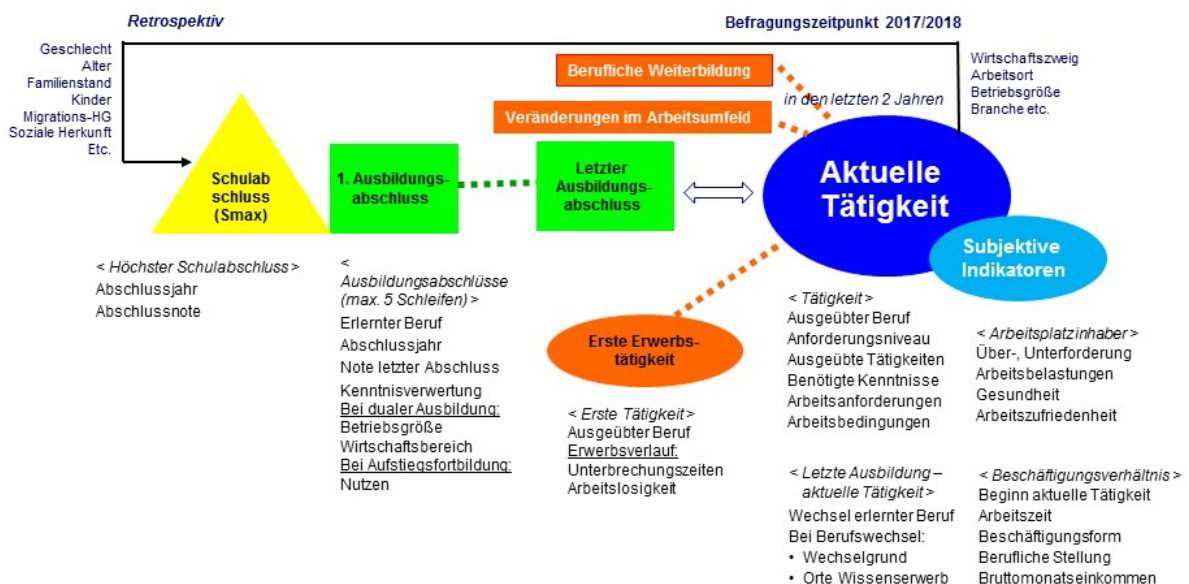 Retrospektiv
Befragungszeitpunkt 2017/2018
Geschlecht
Alter
Familienstand
Kinder
Migrations-HG
Soziale Herkunft
Etc.
Berufliche Weiterbildung
Veränderungen im Arbeitsumfeld
in den letzten 2 Jahren
Wirtschaftszweig
Arbeitsort
Betriebsgröße
Branche etc.
Schulab
schluss
(Smax)
1. Ausbildungs-
abschluss
Letzter
Ausbildungs-
abschluss
Aktuelle
Tätigkeit
Subjektive
Indikatoren
< Höchster Schulabschluss >
Abschlussjahr
Abschlussnote
<
Ausbildungsabschlüsse
(max. 5 Schleifen) >
Erlernter Beruf
Abschlussjahr
Note letzter Abschluss
Kenntnisverwertung
Bei dualer Ausbildung:
Betriebsgröße
Wirtschaftsbereich
Bei Aufstiegsfortbildung:
Nutzen
Erste Erwerbs-
tätigkeit
< Erste Tätigkeit >
Ausgeübter Beruf
Erwerbsverlauf:
Unterbrechungszeiten
Arbeitslosigkeit
< Tätigkeit >
Ausgeübter Beruf
Anforderungsniveau
Ausgeübte Tätigkeiten
Benötigte Kenntnisse
Arbeitsanforderungen
Arbeitsbedingungen
< Arbeitsplatzinhaber >
Über-, Unterforderung
Arbeitsbelastungen
Gesundheit
Arbeitszufriedenheit
< Letzte Ausbildung –
aktuelle Tätigkeit >
Wechsel erlernter Beruf
Bei Berufswechsel:
• Wechselgrund
• Orte Wissenserwerb
< Beschäftigungsverhältnis >
Beginn aktuelle Tätigkeit
Arbeitszeit
Beschäftigungsform
Berufliche Stellung
Bruttomonatseinkommen